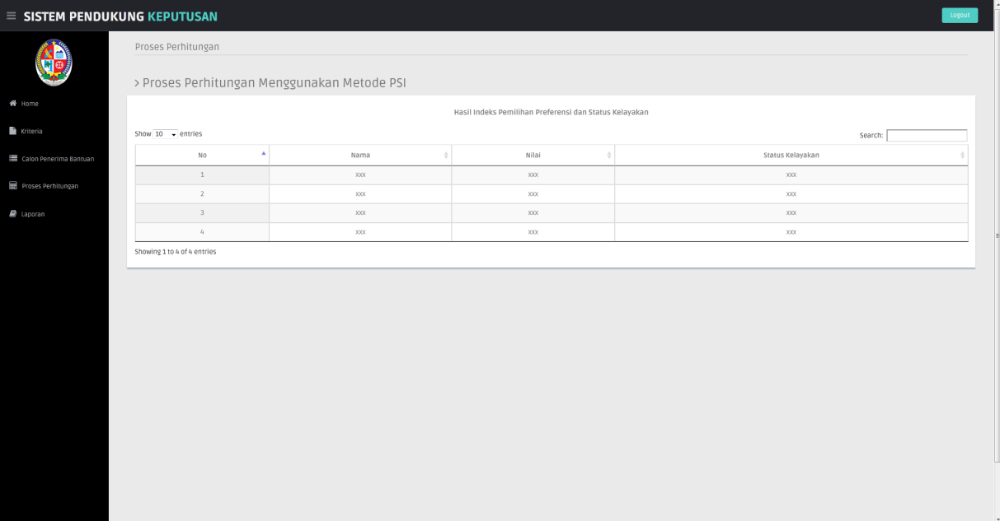 SISTEM PENDUKUNG KEPUTUSAN
Logout
Home
Kriteria
Calon Penerima Bantuan
Proses Perhitungan
Laporan
Proses Perhitungan
> Proses Perhitungan Menggunakan Metode PSI
Hasil Indeks Pemilihan Preferensi dan Status Kelayakan
Show 10 entries
Search:
No Nama Nilai Status Kelayakan
1 xxx xxx xxx
2 xxx xxx xxx
3 xxx xxx xxx
4 xxx xxx xxx
Showing 1 to 4 of 4 entries